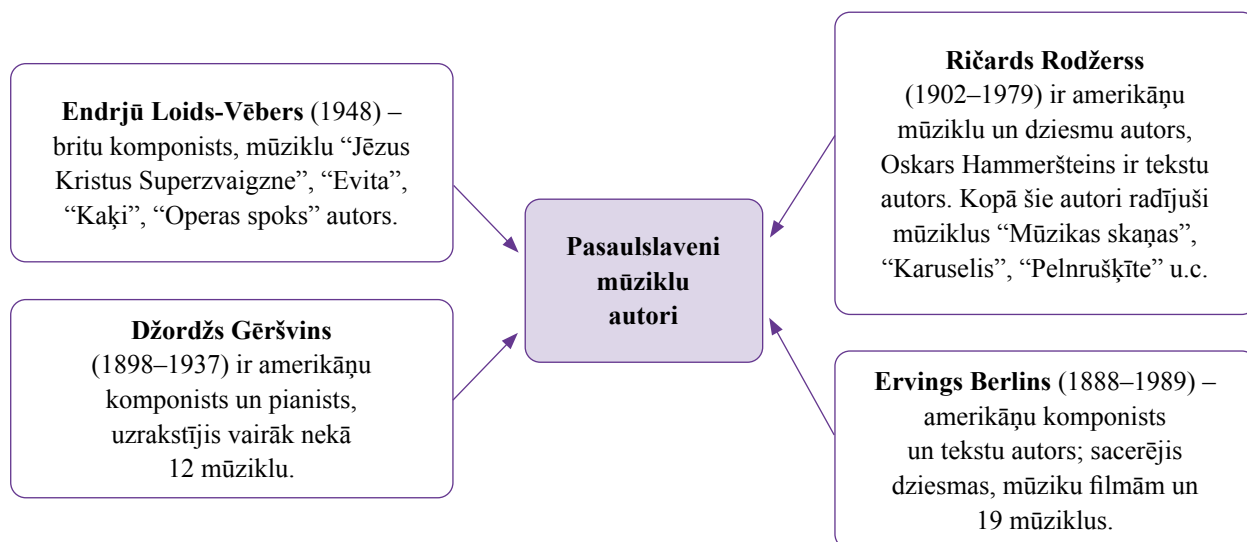 Endrjū Loids-Vēbers (1948) –
britu komponists, mūziklu “Jēzus
Kristus Superzvaigzne”, “Evita”,
“Kaķi”, “Operas spoks” autors.
Džordžs Gēršvins
(1898–1937) ir amerikāņu
komponists un pianists,
uzrakstījis vairāk nekā
12 mūziklu.
Pasaulslaveni
mūziklu
autori
Ričards Rodžerss
(1902–1979) ir amerikāņu
mūziklu un dziesmu autors,
Oskars Hammeršteins ir tekstu
autors. Kopā šie autori radījuši
mūziklus “Mūzikas skaņas”,
“Karuselis”, “Pelnrušķīte” u.c.
Ervings Berlins (1888–1989) –
amerikāņu komponists
un tekstu autors; sacerējis
dziesmas, mūziku filmām un
19 mūziklus.